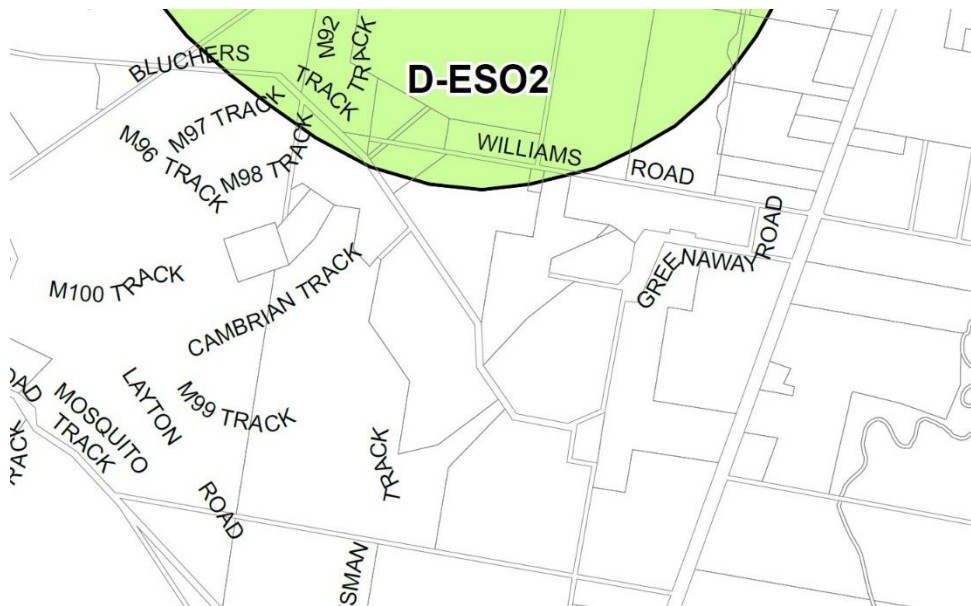 M92
TRACK
BLUCHERS
TRACK
D-ESO2
M97 TRACK
M96 TRACK
M98 TRACK
WILLIAMS
ROAD
GREENAWAY
ROAD
M100 TRACK
CAMBRIAN TRACK
LAYTON
ROAD
M99 TRACK
MOSQUITO
TRACK
TRACK
SMAN